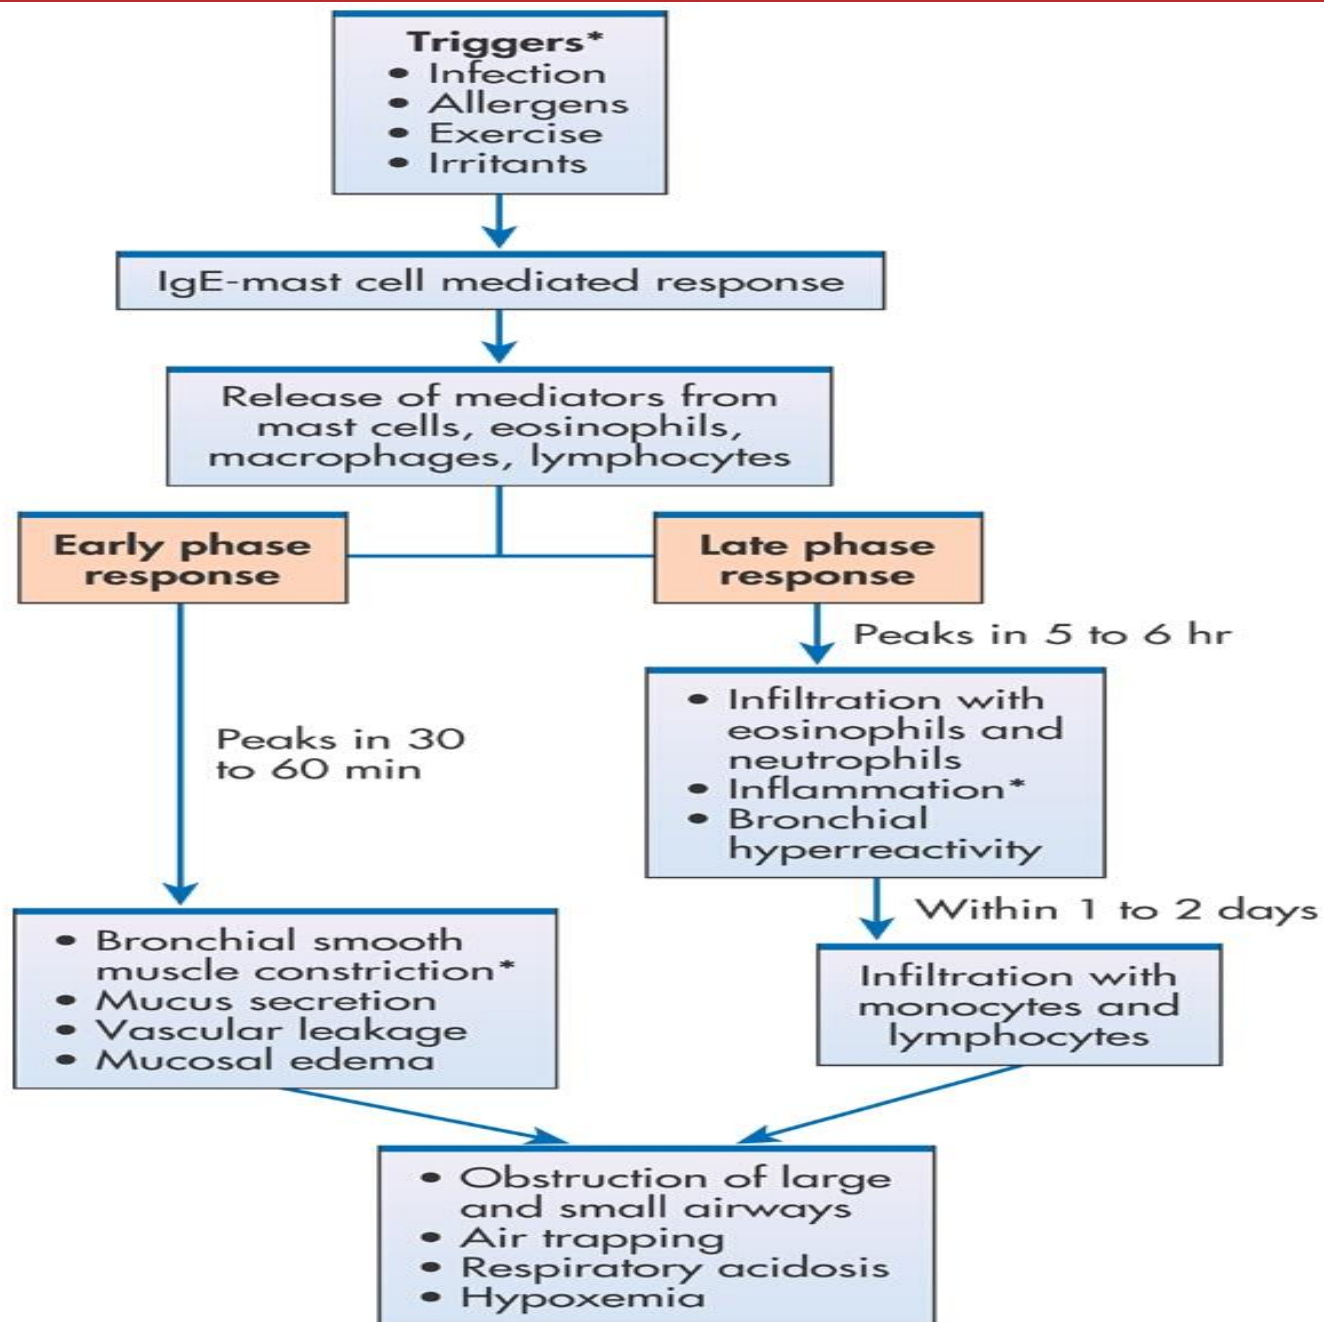 Triggers*
• Infection
• Allergens
• Exercise
• Irritants
IgE-mast cell mediated response
Release of mediators from
mast cells, eosinophils,
macrophages, lymphocytes
Early phase
response
Late phase
response
Peaks in 5 to 6 hr
• Infiltration with
eosinophils and
neutrophils
• Inflammation*
• Bronchial
hyperreactivity
Peaks in 30
to 60 min
Within 1 to 2 days
• Bronchial smooth
muscle constriction*
• Mucus secretion
• Vascular leakage
• Mucosal edema
Infiltration with
monocytes and
lymphocytes
• Obstruction of large
and small airways
• Air trapping
• Respiratory acidosis
• Hypoxemia